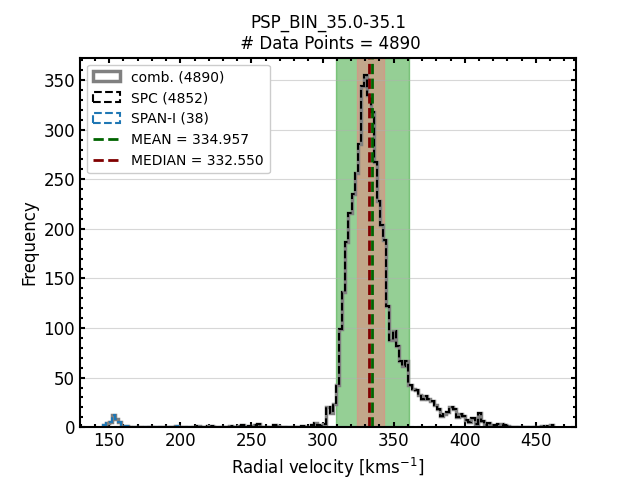 PSP_BIN_35.0-35.1
# Data Points = 4890
comb. (4890)
SPC (4852)
SPAN-I (38)
MEAN = 334.957
MEDIAN = 332.550
Frequency
350
300
250
200
150
100
50
0
150 200 250 300 350 400 450
Radial velocity [kms⁻¹]